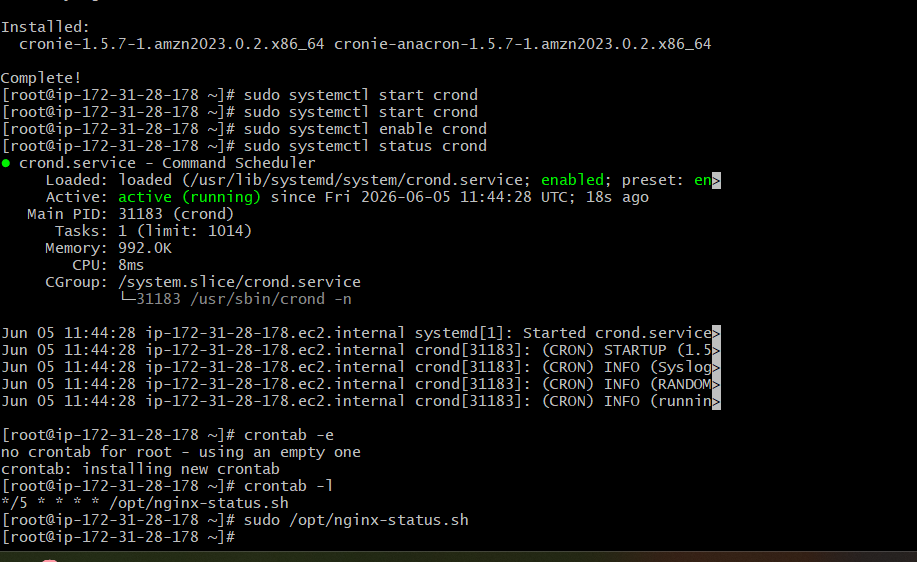 Installed:
  cronie-1.5.7-1.amzn2023.0.2.x86_64 cronie-anacron-1.5.7-1.amzn2023.0.2.x86_64
Complete!
[root@ip-172-31-28-178 ~]# sudo systemctl start crond
[root@ip-172-31-28-178 ~]# sudo systemctl start crond
[root@ip-172-31-28-178 ~]# sudo systemctl enable crond
[root@ip-172-31-28-178 ~]# sudo systemctl status crond
● crond.service - Command Scheduler
     Loaded: loaded (/usr/lib/systemd/system/crond.service; enabled; preset: en>
     Active: active (running) since Fri 2026-06-05 11:44:28 UTC; 18s ago
   Main PID: 31183 (crond)
      Tasks: 1 (limit: 1014)
     Memory: 992.0K
        CPU: 8ms
     CGroup: /system.slice/crond.service
             └─31183 /usr/sbin/crond -n
Jun 05 11:44:28 ip-172-31-28-178.ec2.internal systemd[1]: Started crond.service>
Jun 05 11:44:28 ip-172-31-28-178.ec2.internal crond[31183]: (CRON) STARTUP (1.5>
Jun 05 11:44:28 ip-172-31-28-178.ec2.internal crond[31183]: (CRON) INFO (Syslog>
Jun 05 11:44:28 ip-172-31-28-178.ec2.internal crond[31183]: (CRON) INFO (RANDOM>
Jun 05 11:44:28 ip-172-31-28-178.ec2.internal crond[31183]: (CRON) INFO (runnin>
[root@ip-172-31-28-178 ~]# crontab -e
no crontab for root - using an empty one
crontab: installing new crontab
[root@ip-172-31-28-178 ~]# crontab -l
*/5 * * * * /opt/nginx-status.sh
[root@ip-172-31-28-178 ~]# sudo /opt/nginx-status.sh
[root@ip-172-31-28-178 ~]#